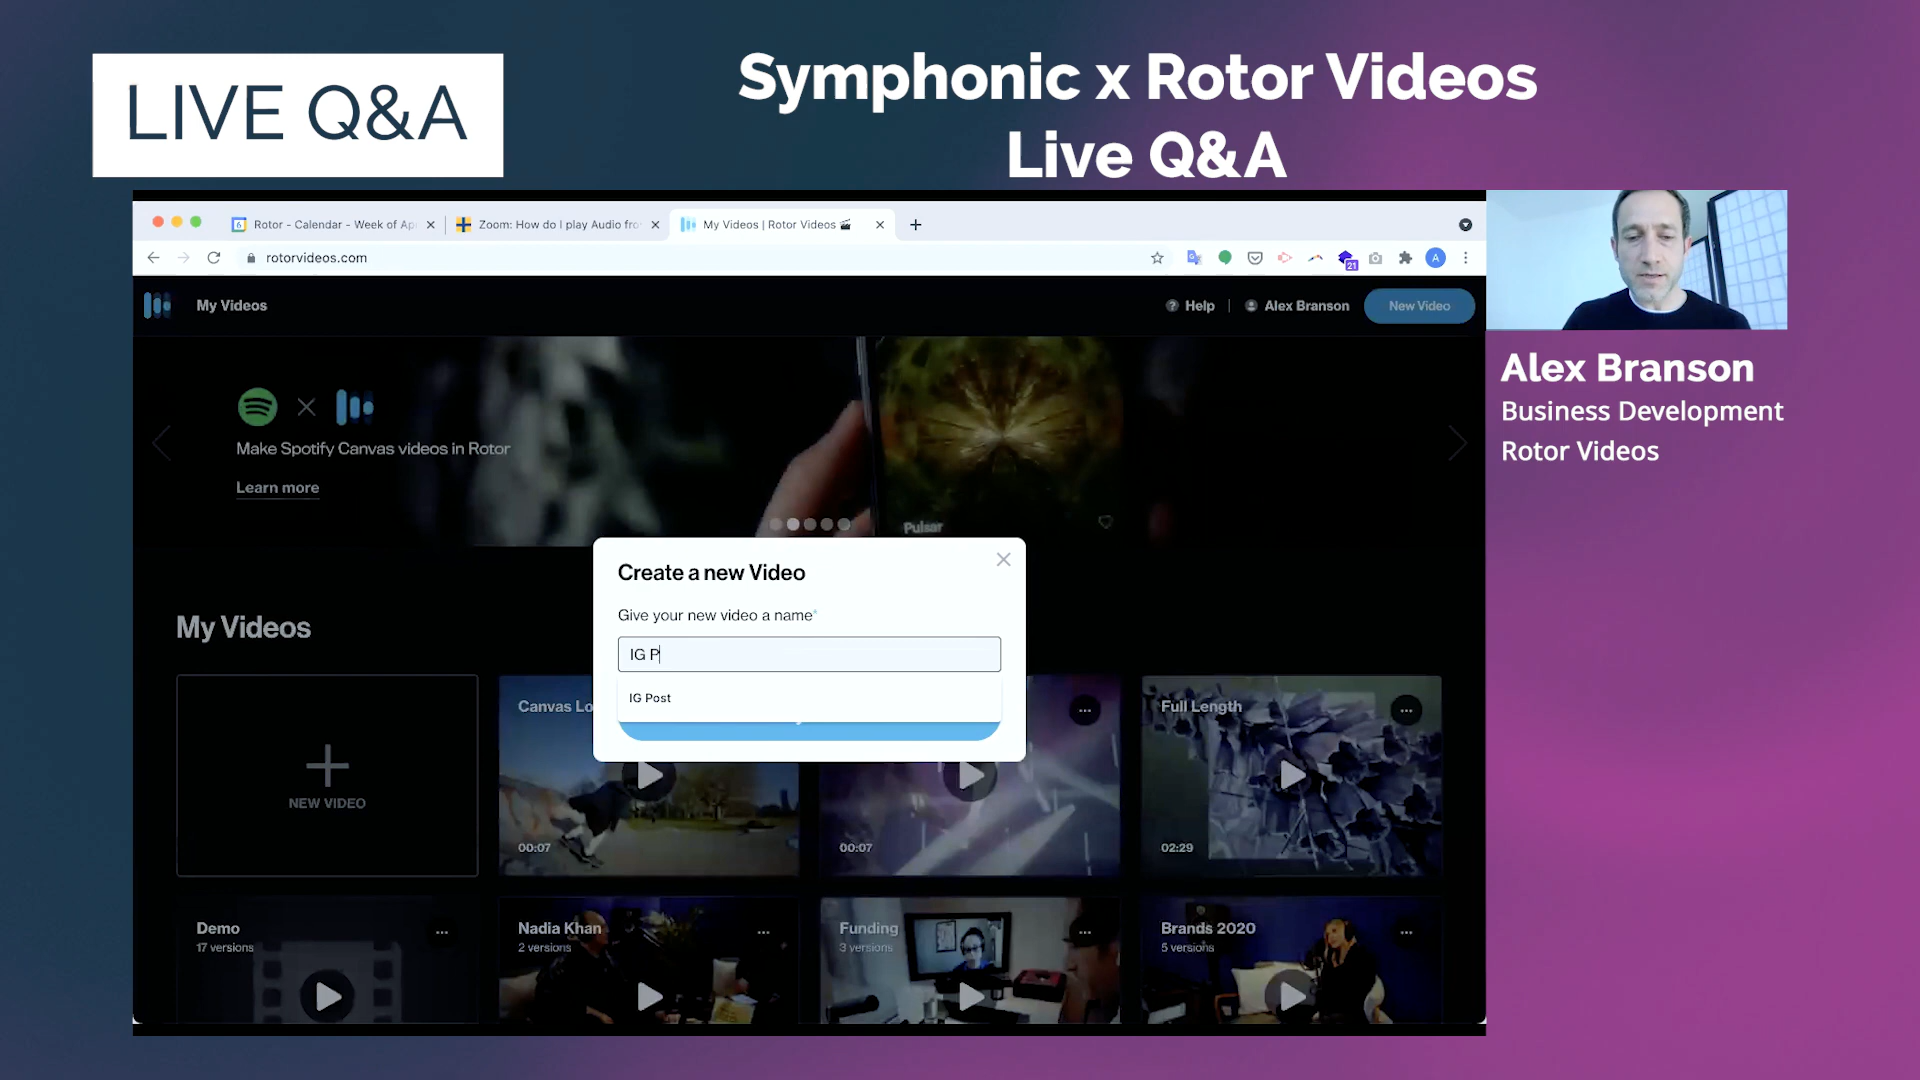 LIVE Q&A
Symphonic x Rotor Videos
Live Q&A
Rotor - Calendar - Week of Apr
Zoom: How do I play Audio fro
My Videos | Rotor Videos
rotorvideos.com
21
A
My Videos
Help
Alex Branson
New Video
Make Spotify Canvas videos in Rotor
Learn more
Pulsar
Create a new Video
Give your new video a name*
IG P
IG Post
My Videos
NEW VIDEO
Canvas Lo
00:07
00:07
Full Length
02:29
Demo
17 versions
Nadia Khan
2 versions
Funding
3 versions
Brands 2020
5 versions
Alex Branson
Business Development
Rotor Videos